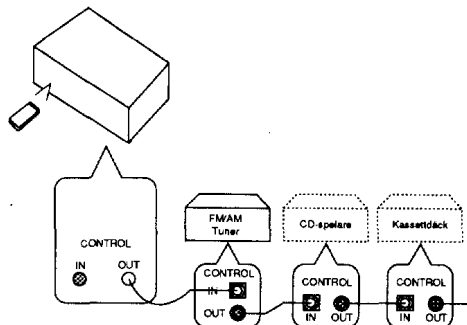 CONTROL
IN OUT
FM/AM
Tuner
CONTROL
IN
OUT
CD-spelare
CONTROL
IN OUT
Kassettdäck
CONTROL
IN OUT